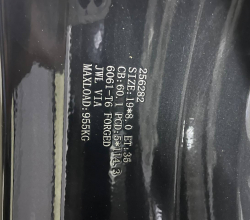 256282
SIZE:19*8.0 ET:35
CB:60.1 PCD:5*114.3
6061-T6 FORGED
JWL VIA
MAXLOAD:955KG